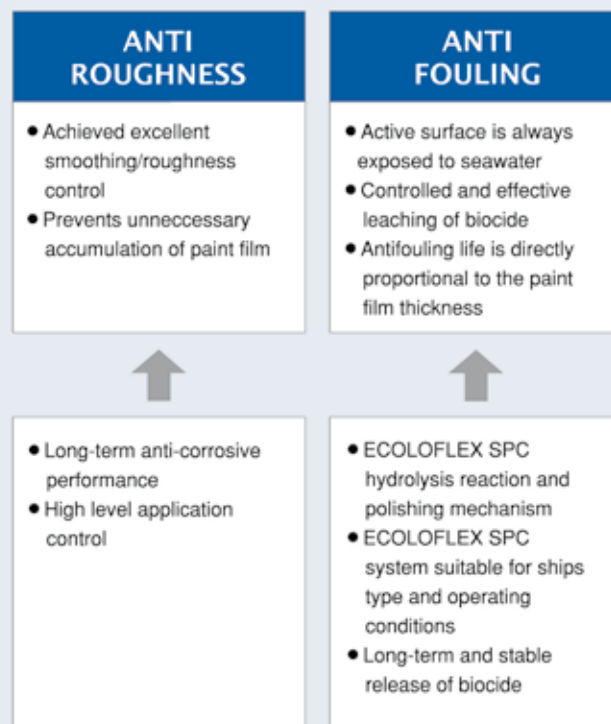 ANTI
ROUGHNESS
● Achieved excellent
smoothing/roughness
control
● Prevents unneccessary
accumulation of paint film
ANTI
FOULING
● Active surface is always
exposed to seawater
● Controlled and effective
leaching of biocide
● Antifouling life is directly
proportional to the paint
film thickness
● Long-term anti-corrosive
performance
● High level application
control
● ECOLOFLEX SPC
hydrolysis reaction and
polishing mechanism
● ECOLOFLEX SPC
system suitable for ships
type and operating
conditions
● Long-term and stable
release of biocide